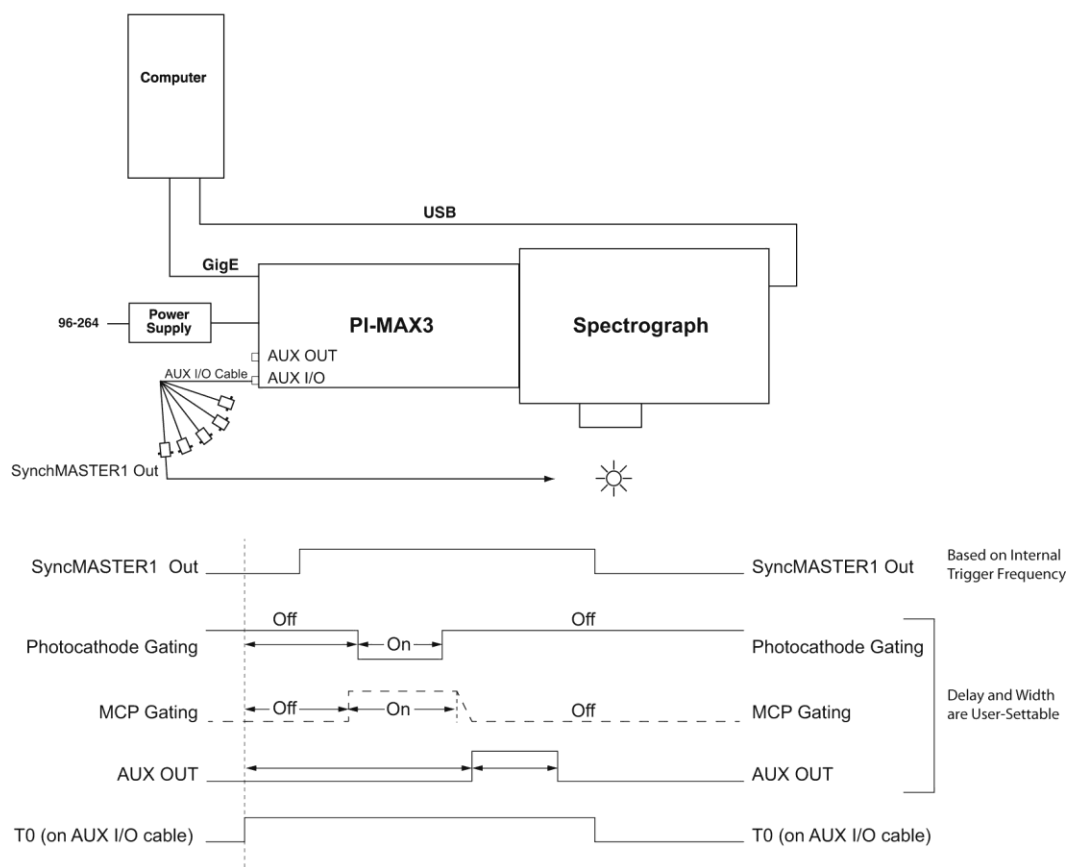 Computer
USB
GigE
96-264
Power
Supply
PI-MAX3
Spectrograph
AUX OUT
AUX I/O Cable
AUX I/O
SynchMASTER1 Out
SyncMASTER1 Out
SyncMASTER1 Out
Based on Internal
Trigger Frequency
Photocathode Gating
Off
On
Off
Photocathode Gating
MCP Gating
Off
On
Off
MCP Gating
Delay and Width
are User-Settable
AUX OUT
AUX OUT
T0 (on AUX I/O cable)
T0 (on AUX I/O cable)